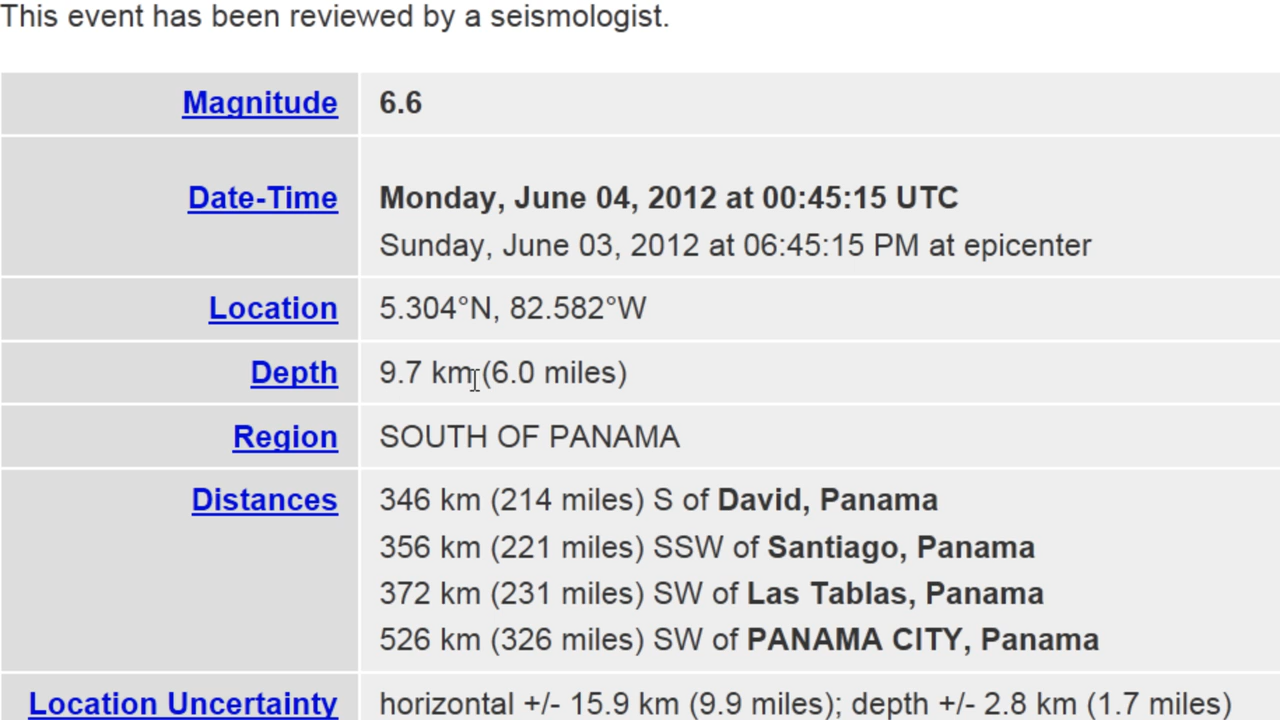 This event has been reviewed by a seismologist.
Magnitude 6.6
Date-Time Monday, June 04, 2012 at 00:45:15 UTC
Sunday, June 03, 2012 at 06:45:15 PM at epicenter
Location 5.304°N, 82.582°W
Depth 9.7 km (6.0 miles)
Region SOUTH OF PANAMA
Distances 346 km (214 miles) S of David, Panama
356 km (221 miles) SSW of Santiago, Panama
372 km (231 miles) SW of Las Tablas, Panama
526 km (326 miles) SW of PANAMA CITY, Panama
Location Uncertainty horizontal +/- 15.9 km (9.9 miles); depth +/- 2.8 km (1.7 miles)